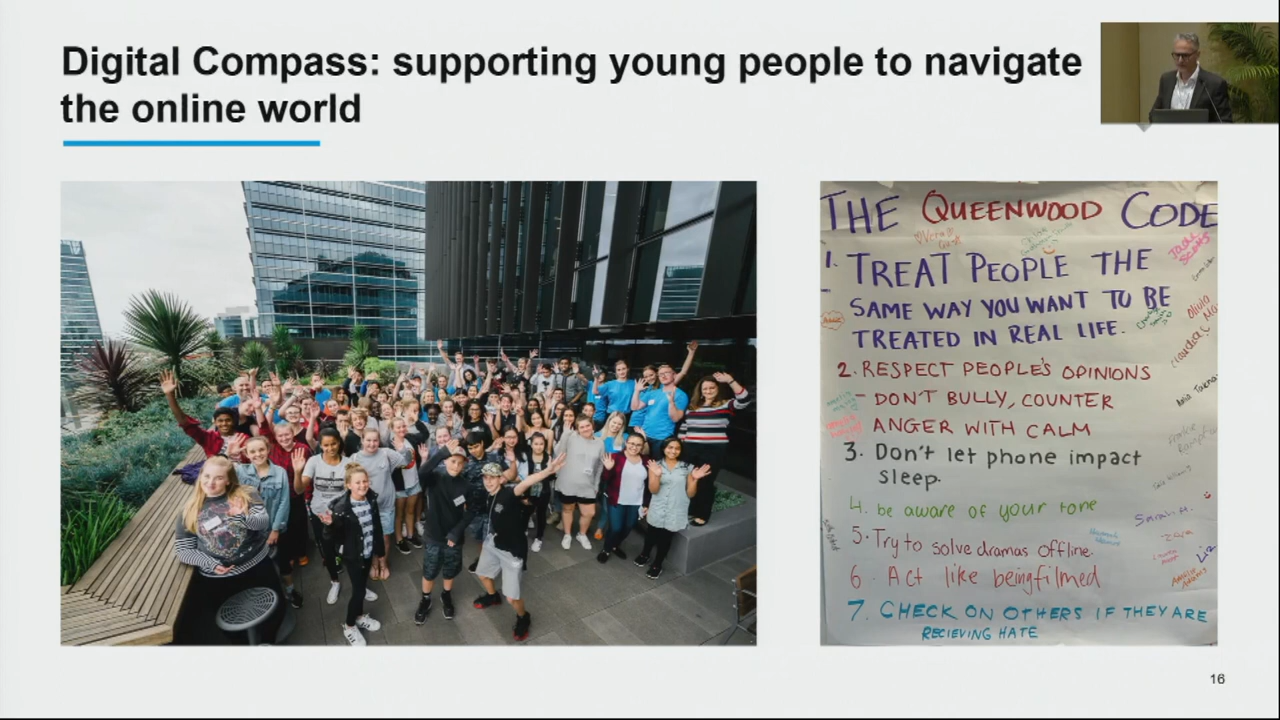 Digital Compass: supporting young people to navigate
the online world
THE QUEENWOOD CODE
1. TREAT PEOPLE THE
SAME WAY YOU WANT TO BE
TREATED IN REAL LIFE.
2. RESPECT PEOPLE'S OPINIONS
- DON'T BULLY, COUNTER
ANGER WITH CALM
3. Don't let phone impact
sleep.
4. be aware of your tone
5. Try to solve dramas offline.
6. Act like being filmed
7. CHECK ON OTHERS IF THEY ARE
RECIEVING HATE
Sarah H.
Zara
Liz
16